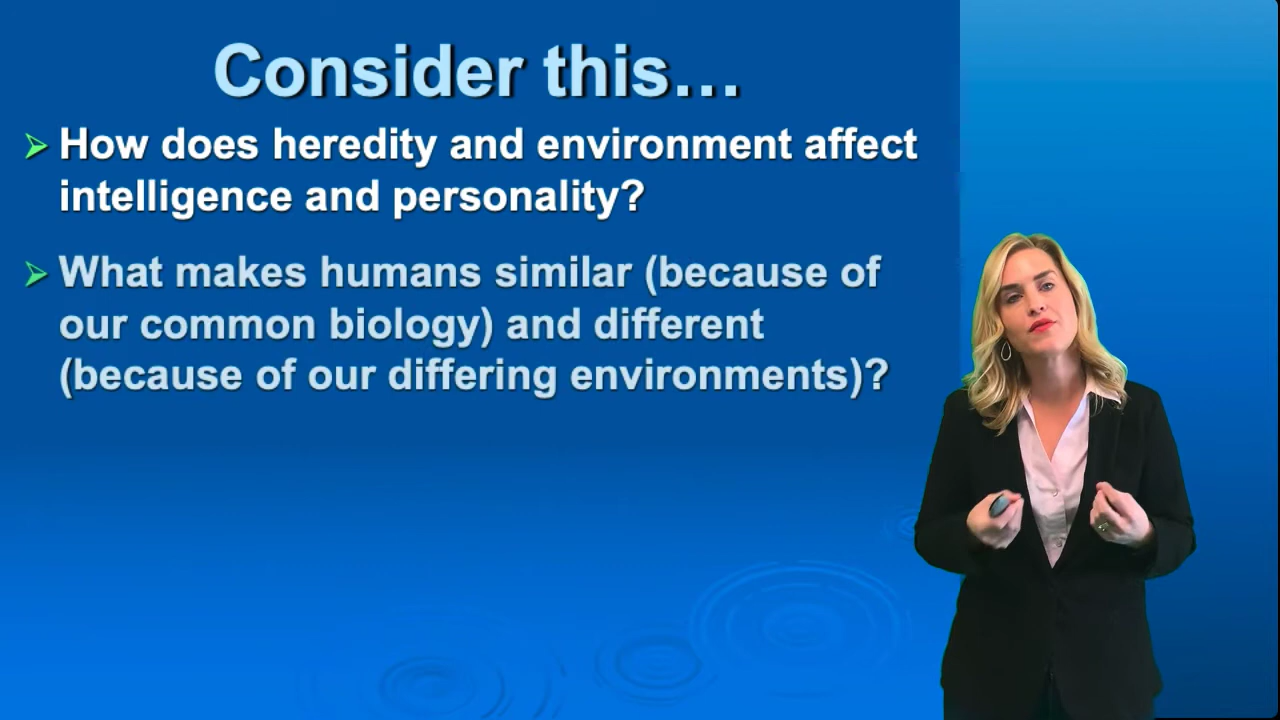 Consider this…
How does heredity and environment affect
intelligence and personality?
What makes humans similar (because of
our common biology) and different
(because of our differing environments)?